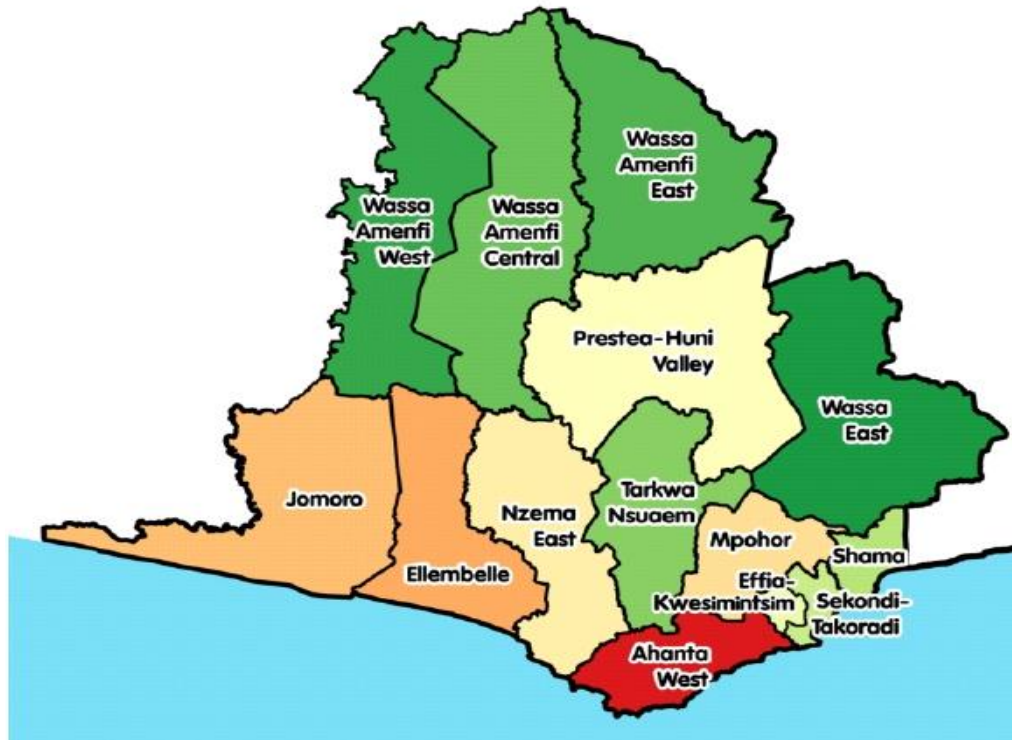 Wassa
Amenfi
East
Wassa
Amenfi
West
Wassa
Amenfi
Central
Prestea-Huni
Valley
Wassa
East
Jomoro
Ellembelle
Nzema
East
Tarkwa
Nsuaem
Mpohor
Shama
Effia-
Kwesimintsim
Sekondi-
Takoradi
Ahanta
West